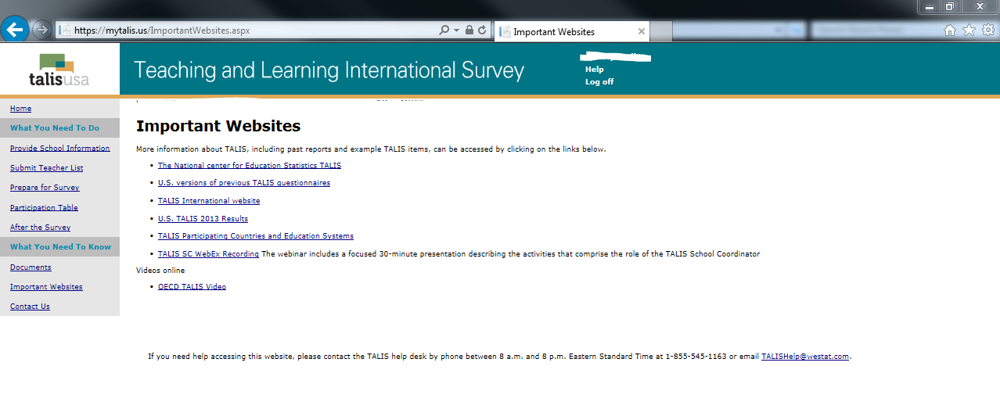 https://mytalis.us/ImportantWebsites.aspx
Important Websites
talisusa
Teaching and Learning International Survey
Help
Log off
Home
What You Need To Do
Provide School Information
Submit Teacher List
Prepare for Survey
Participation Table
After the Survey
What You Need To Know
Documents
Important Websites
Contact Us
Important Websites
More information about TALIS, including past reports and example TALIS items, can be accessed by clicking on the links below.
• The National center for Education Statistics TALIS
• U.S. versions of previous TALIS questionnaires
• TALIS International website
• U.S. TALIS 2013 Results
• TALIS Participating Countries and Education Systems
• TALIS SC WebEx Recording The webinar includes a focused 30-minute presentation describing the activities that comprise the role of the TALIS School Coordinator
Videos online
• OECD TALIS Video
If you need help accessing this website, please contact the TALIS help desk by phone between 8 a.m. and 8 p.m. Eastern Standard Time at 1-855-545-1163 or email TALISHelp@westat.com.